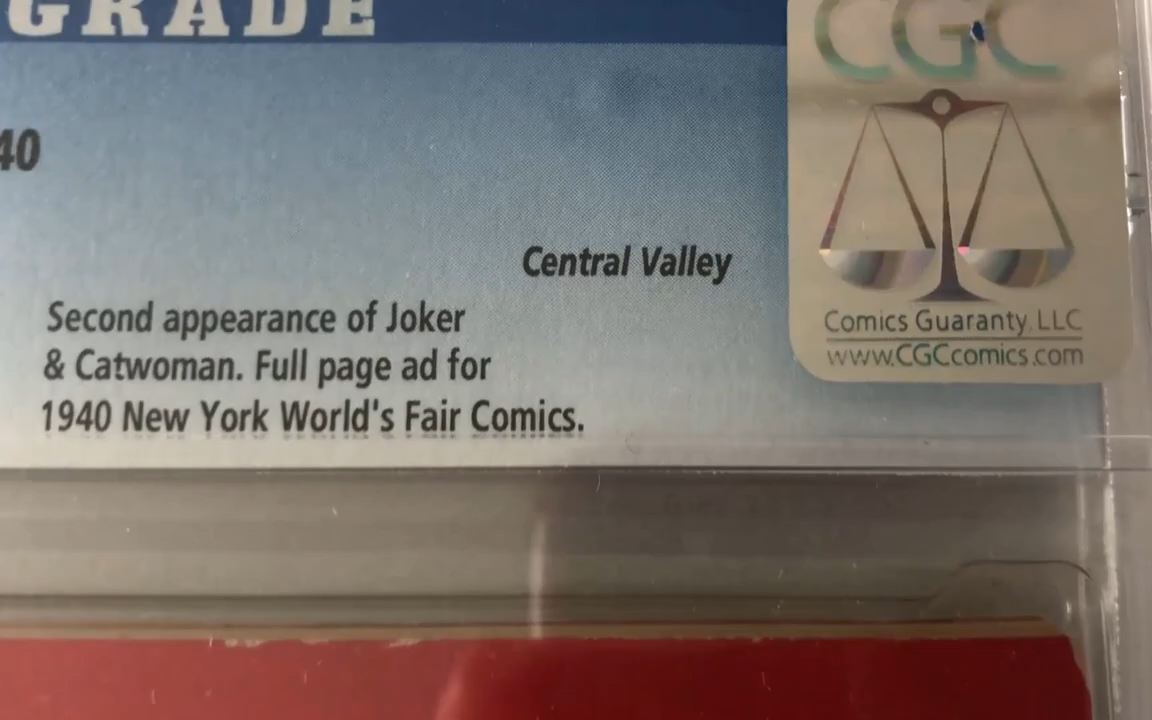 GRADE
CGC
40
Central Valley
Second appearance of Joker
& Catwoman. Full page ad for
1940 New York World's Fair Comics.
Comics Guaranty, LLC
www.CGCcomics.com